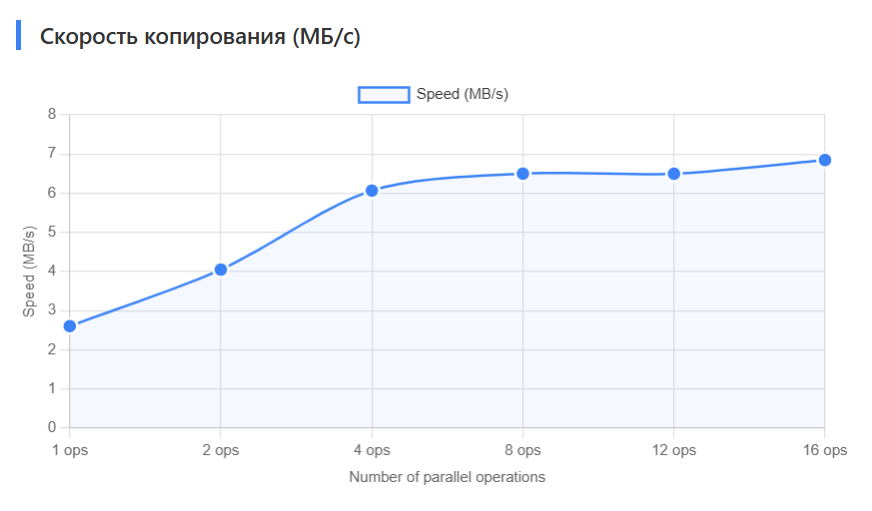 Скорость копирования (МБ/с)
Speed (MB/s)
8
7
6
5
4
3
2
1
0
Speed (MB/s)
1 ops 2 ops 4 ops 8 ops 12 ops 16 ops
Number of parallel operations